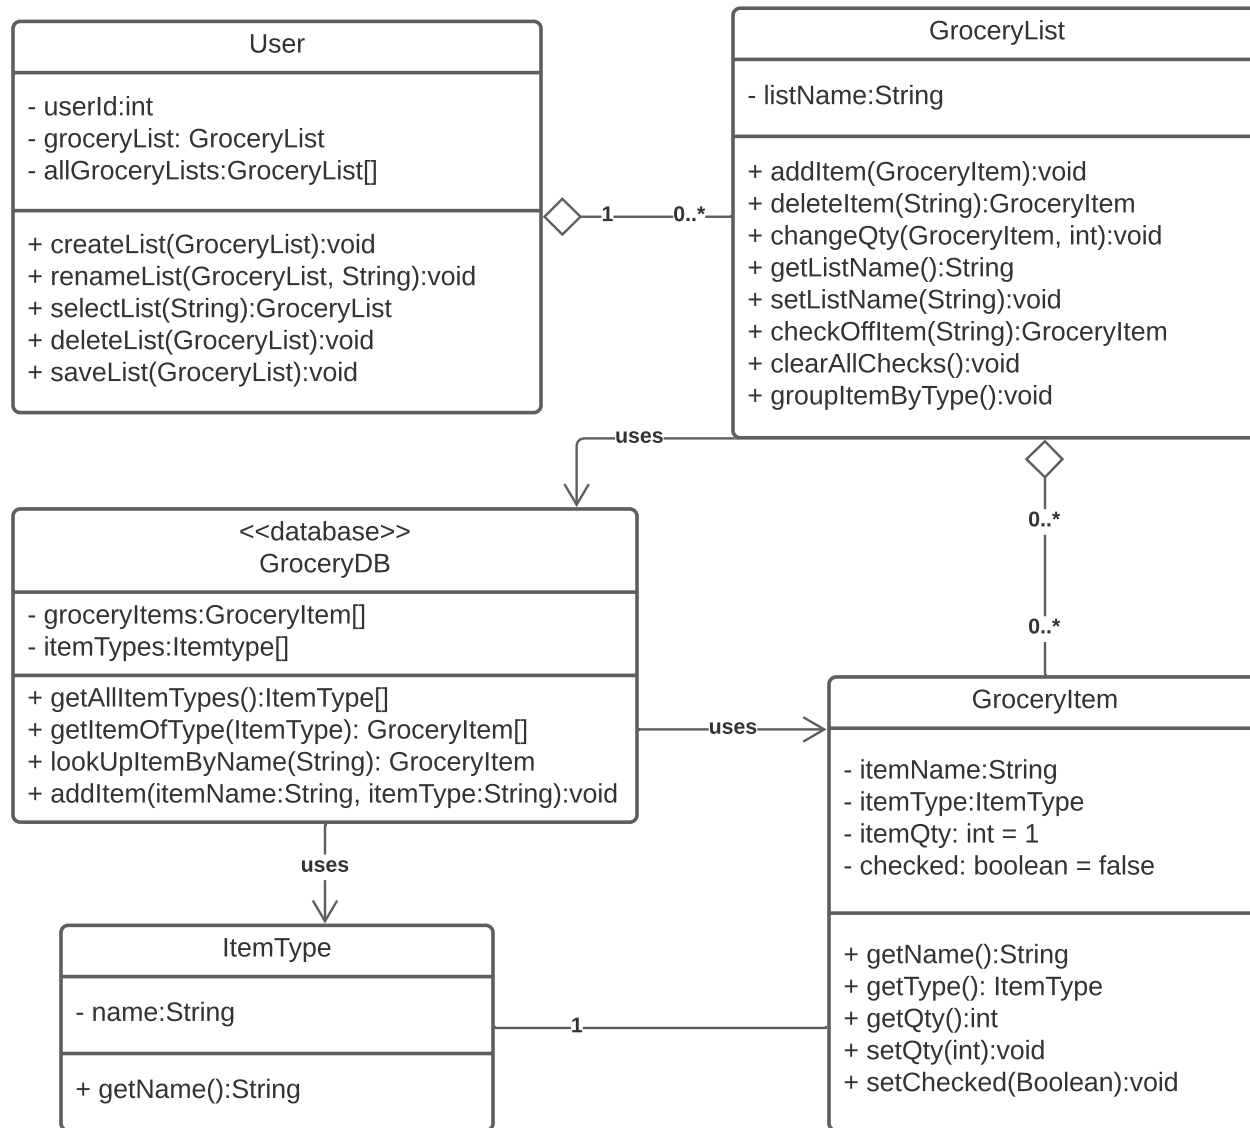 User
- userId:int
- groceryList: GroceryList
- allGroceryLists:GroceryList[]
+ createList(GroceryList):void
+ renameList(GroceryList, String):void
+ selectList(String):GroceryList
+ deleteList(GroceryList):void
+ saveList(GroceryList):void
1
0..*
GroceryList
- listName:String
+ addItem(GroceryItem):void
+ deleteItem(String):GroceryItem
+ changeQty(GroceryItem, int):void
+ getListName():String
+ setListName(String):void
+ checkOffItem(String):GroceryItem
+ clearAllChecks():void
+ groupItemByType():void
uses
0..*
0..*
<<database>>
GroceryDB
- groceryItems:GroceryItem[]
- itemTypes:Itemtype[]
+ getAllItemTypes():ItemType[]
+ getItemOfType(ItemType): GroceryItem[]
+ lookUpItemByName(String): GroceryItem
+ addItem(itemName:String, itemType:String):void
uses
uses
GroceryItem
- itemName:String
- itemType:ItemType
- itemQty: int = 1
- checked: boolean = false
+ getName():String
+ getType(): ItemType
+ getQty():int
+ setQty(int):void
+ setChecked(Boolean):void
ItemType
- name:String
+ getName():String
1